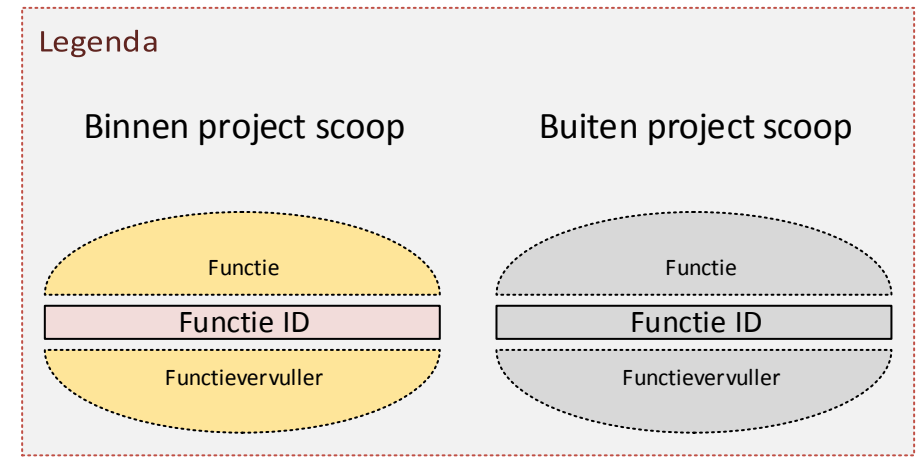 Legenda
Binnen project scoop
Buiten project scoop
Functie
Functie
Functie ID
Functie ID
Functievervuller
Functievervuller